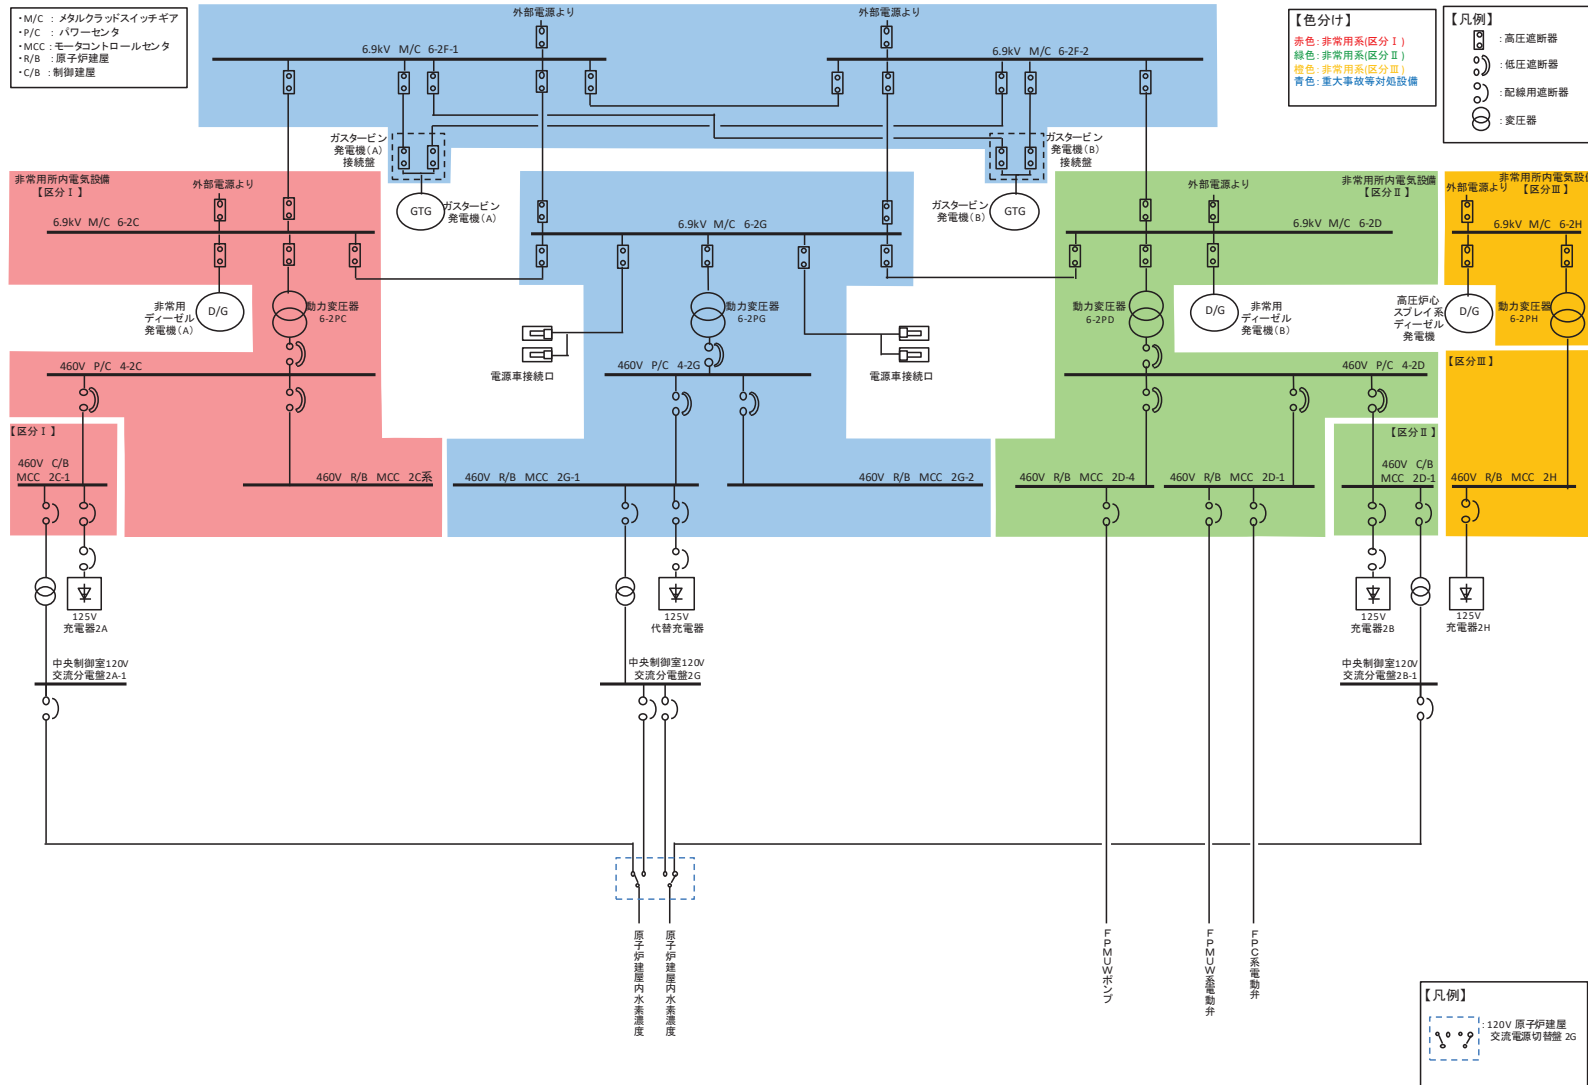 ・M/C ： メタルクラッドスイッチギア
・P/C ： パワーセンタ
・MCC ：モータコントロールセンタ
・R/B ：原子炉建屋
・C/B ：制御建屋
外部電源より
外部電源より
6.9kV M/C 6-2F-1
6.9kV M/C 6-2F-2
【色分け】
赤色：非常用系(区分Ⅰ)
緑色：非常用系(区分Ⅱ)
橙色：非常用系(区分Ⅲ)
青色：重大事故等対処設備
【凡例】
：高圧遮断器
：低圧遮断器
：配線用遮断器
：変圧器
ガスタービン
発電機(A)
接続盤
ガスタービン
発電機(B)
接続盤
GTG
ガスタービン
発電機(A)
ガスタービン
発電機(B)
GTG
非常用所内電気設備
【区分Ⅰ】
外部電源より
6.9kV M/C 6-2C
6.9kV M/C 6-2G
外部電源より
非常用所内電気設備
【区分Ⅱ】
6.9kV M/C 6-2D
非常用所内電気設備
【区分Ⅲ】
外部電源より
6.9kV M/C 6-2H
非常用
ディーゼル
発電機(A)
D/G
動力変圧器
6-2PC
動力変圧器
6-2PG
動力変圧器
6-2PD
D/G
非常用
ディーゼル
発電機(B)
高圧炉心
スプレイ系
ディーゼル
発電機
D/G
動力変圧器
6-2PH
電源車接続口
電源車接続口
460V P/C 4-2C
460V P/C 4-2G
460V P/C 4-2D
【区分Ⅲ】
【区分Ⅰ】
460V C/B
MCC 2C-1
460V R/B MCC 2C系
460V R/B MCC 2G-1
460V R/B MCC 2G-2
460V R/B MCC 2D-4
460V R/B MCC 2D-1
【区分Ⅱ】
460V C/B
MCC 2D-1
460V R/B MCC 2H
125V
充電器2A
125V
代替充電器
125V
充電器2B
125V
充電器2H
中央制御室120V
交流分電盤2A-1
中央制御室120V
交流分電盤2G
中央制御室120V
交流分電盤2B-1
原子炉建屋内水素濃度
原子炉建屋内水素濃度
FPMUWポンプ
FPMUW系電動弁
FPC系電動弁
【凡例】
：120V 原子炉建屋
交流電源切替盤 2G